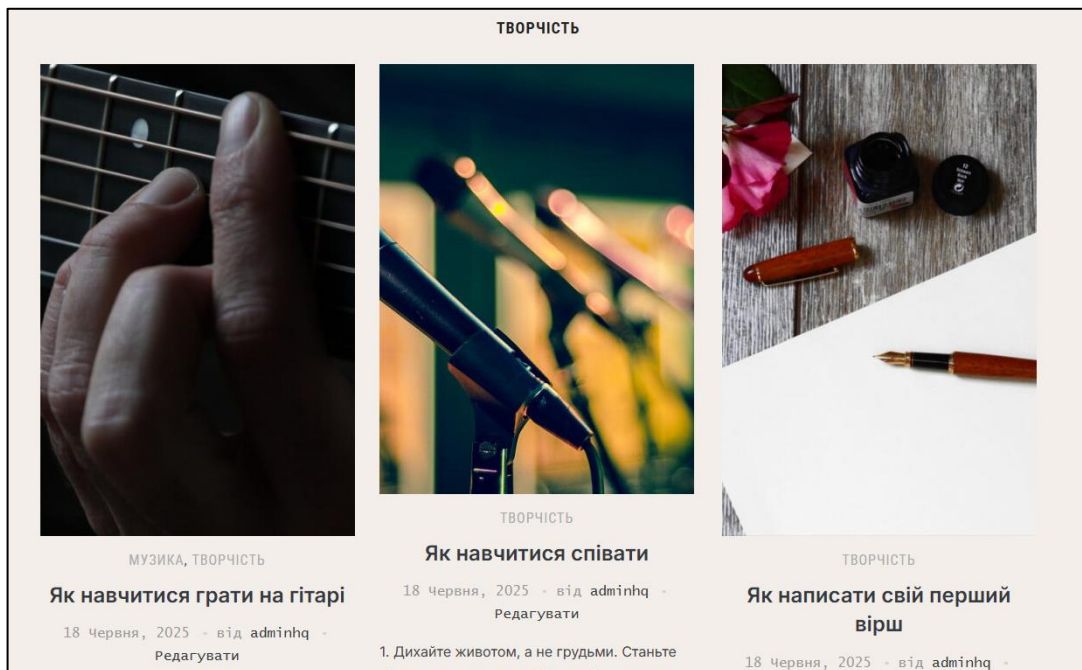 ТВОРЧІСТЬ
МУЗИКА, ТВОРЧІСТЬ
Як навчитися грати на гітарі
18 Червня, 2025 - від adminhq -
Редагувати
ТВОРЧІСТЬ
Як навчитися співати
18 Червня, 2025 - від adminhq -
Редагувати
1. Дихайте животом, а не грудьми. Станьте
ТВОРЧІСТЬ
Як написати свій перший
вірш
18 Червня, 2025 - від adminhq -